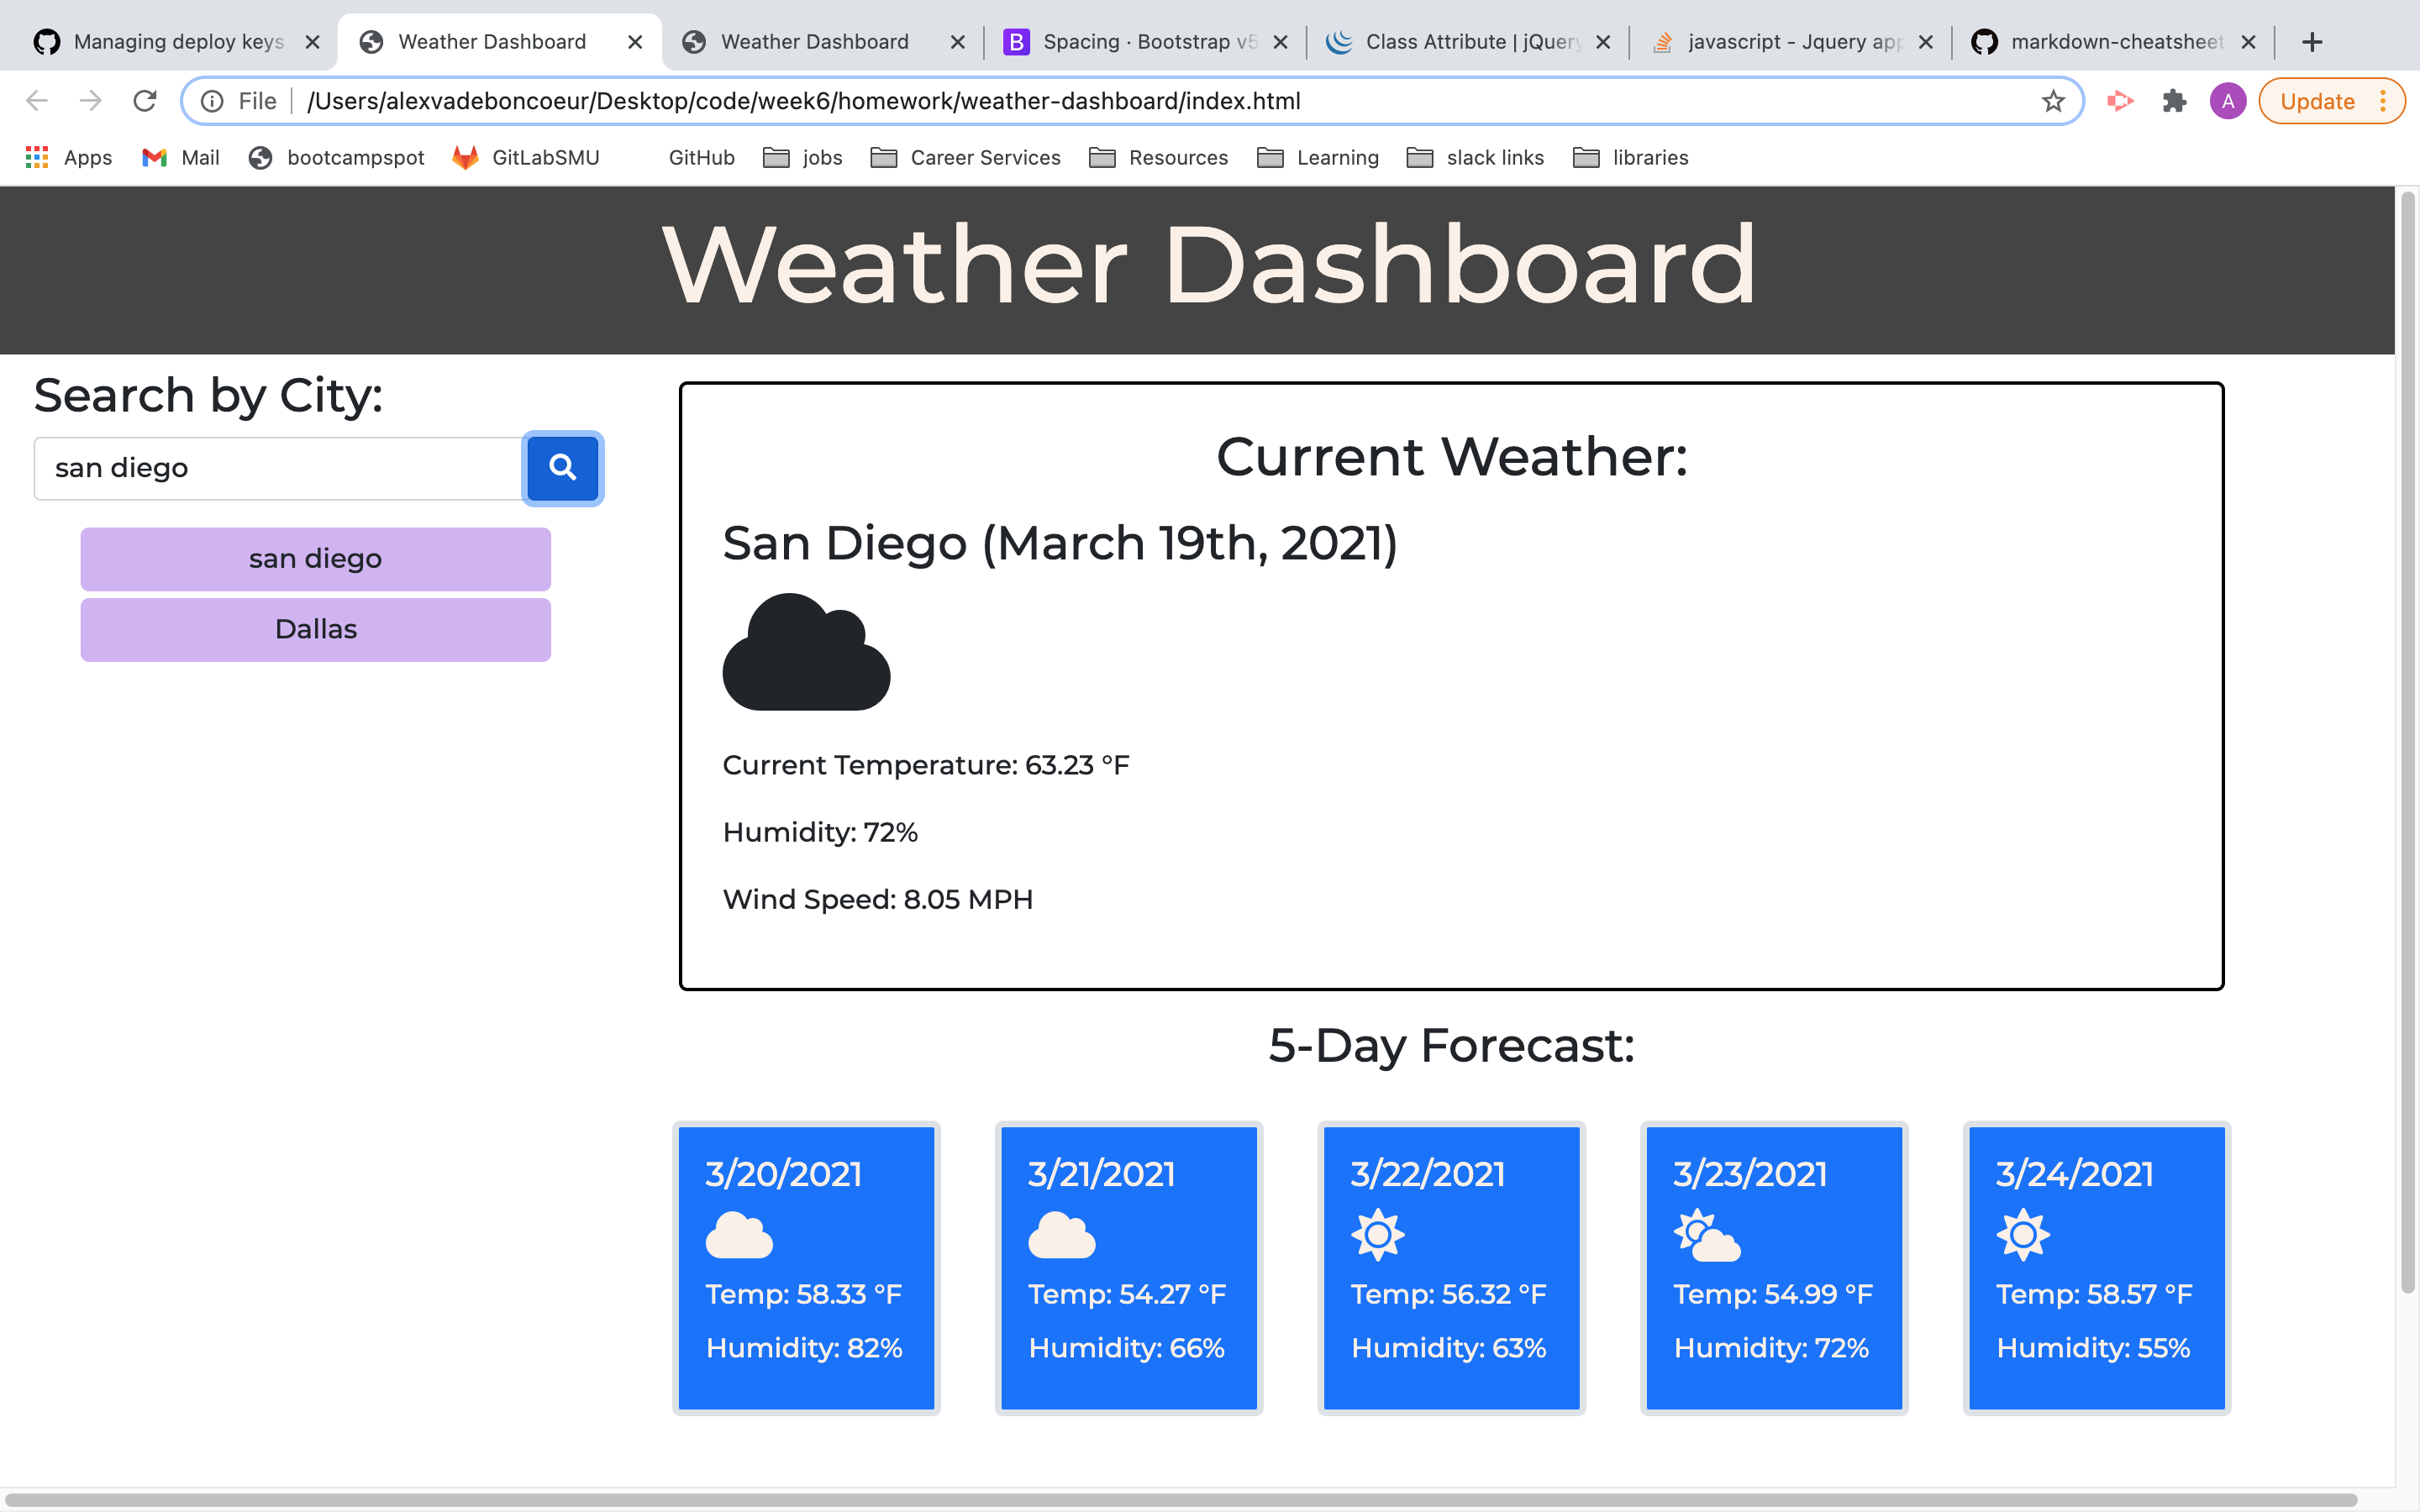 Managing deploy keys
Weather Dashboard
Weather Dashboard
Spacing · Bootstrap v5
Class Attribute | jQuery
javascript - Jquery app
markdown-cheatsheet
File /Users/alexvadeboncoeur/Desktop/code/week6/homework/weather-dashboard/index.html
A
Update
Apps Mail bootcampspot GitLabSMU GitHub jobs Career Services Resources Learning slack links libraries
Weather Dashboard
Search by City:
san diego
san diego
Dallas
Current Weather:
San Diego (March 19th, 2021)
Current Temperature: 63.23 °F
Humidity: 72%
Wind Speed: 8.05 MPH
5-Day Forecast:
3/20/2021
Temp: 58.33 °F
Humidity: 82%
3/21/2021
Temp: 54.27 °F
Humidity: 66%
3/22/2021
Temp: 56.32 °F
Humidity: 63%
3/23/2021
Temp: 54.99 °F
Humidity: 72%
3/24/2021
Temp: 58.57 °F
Humidity: 55%